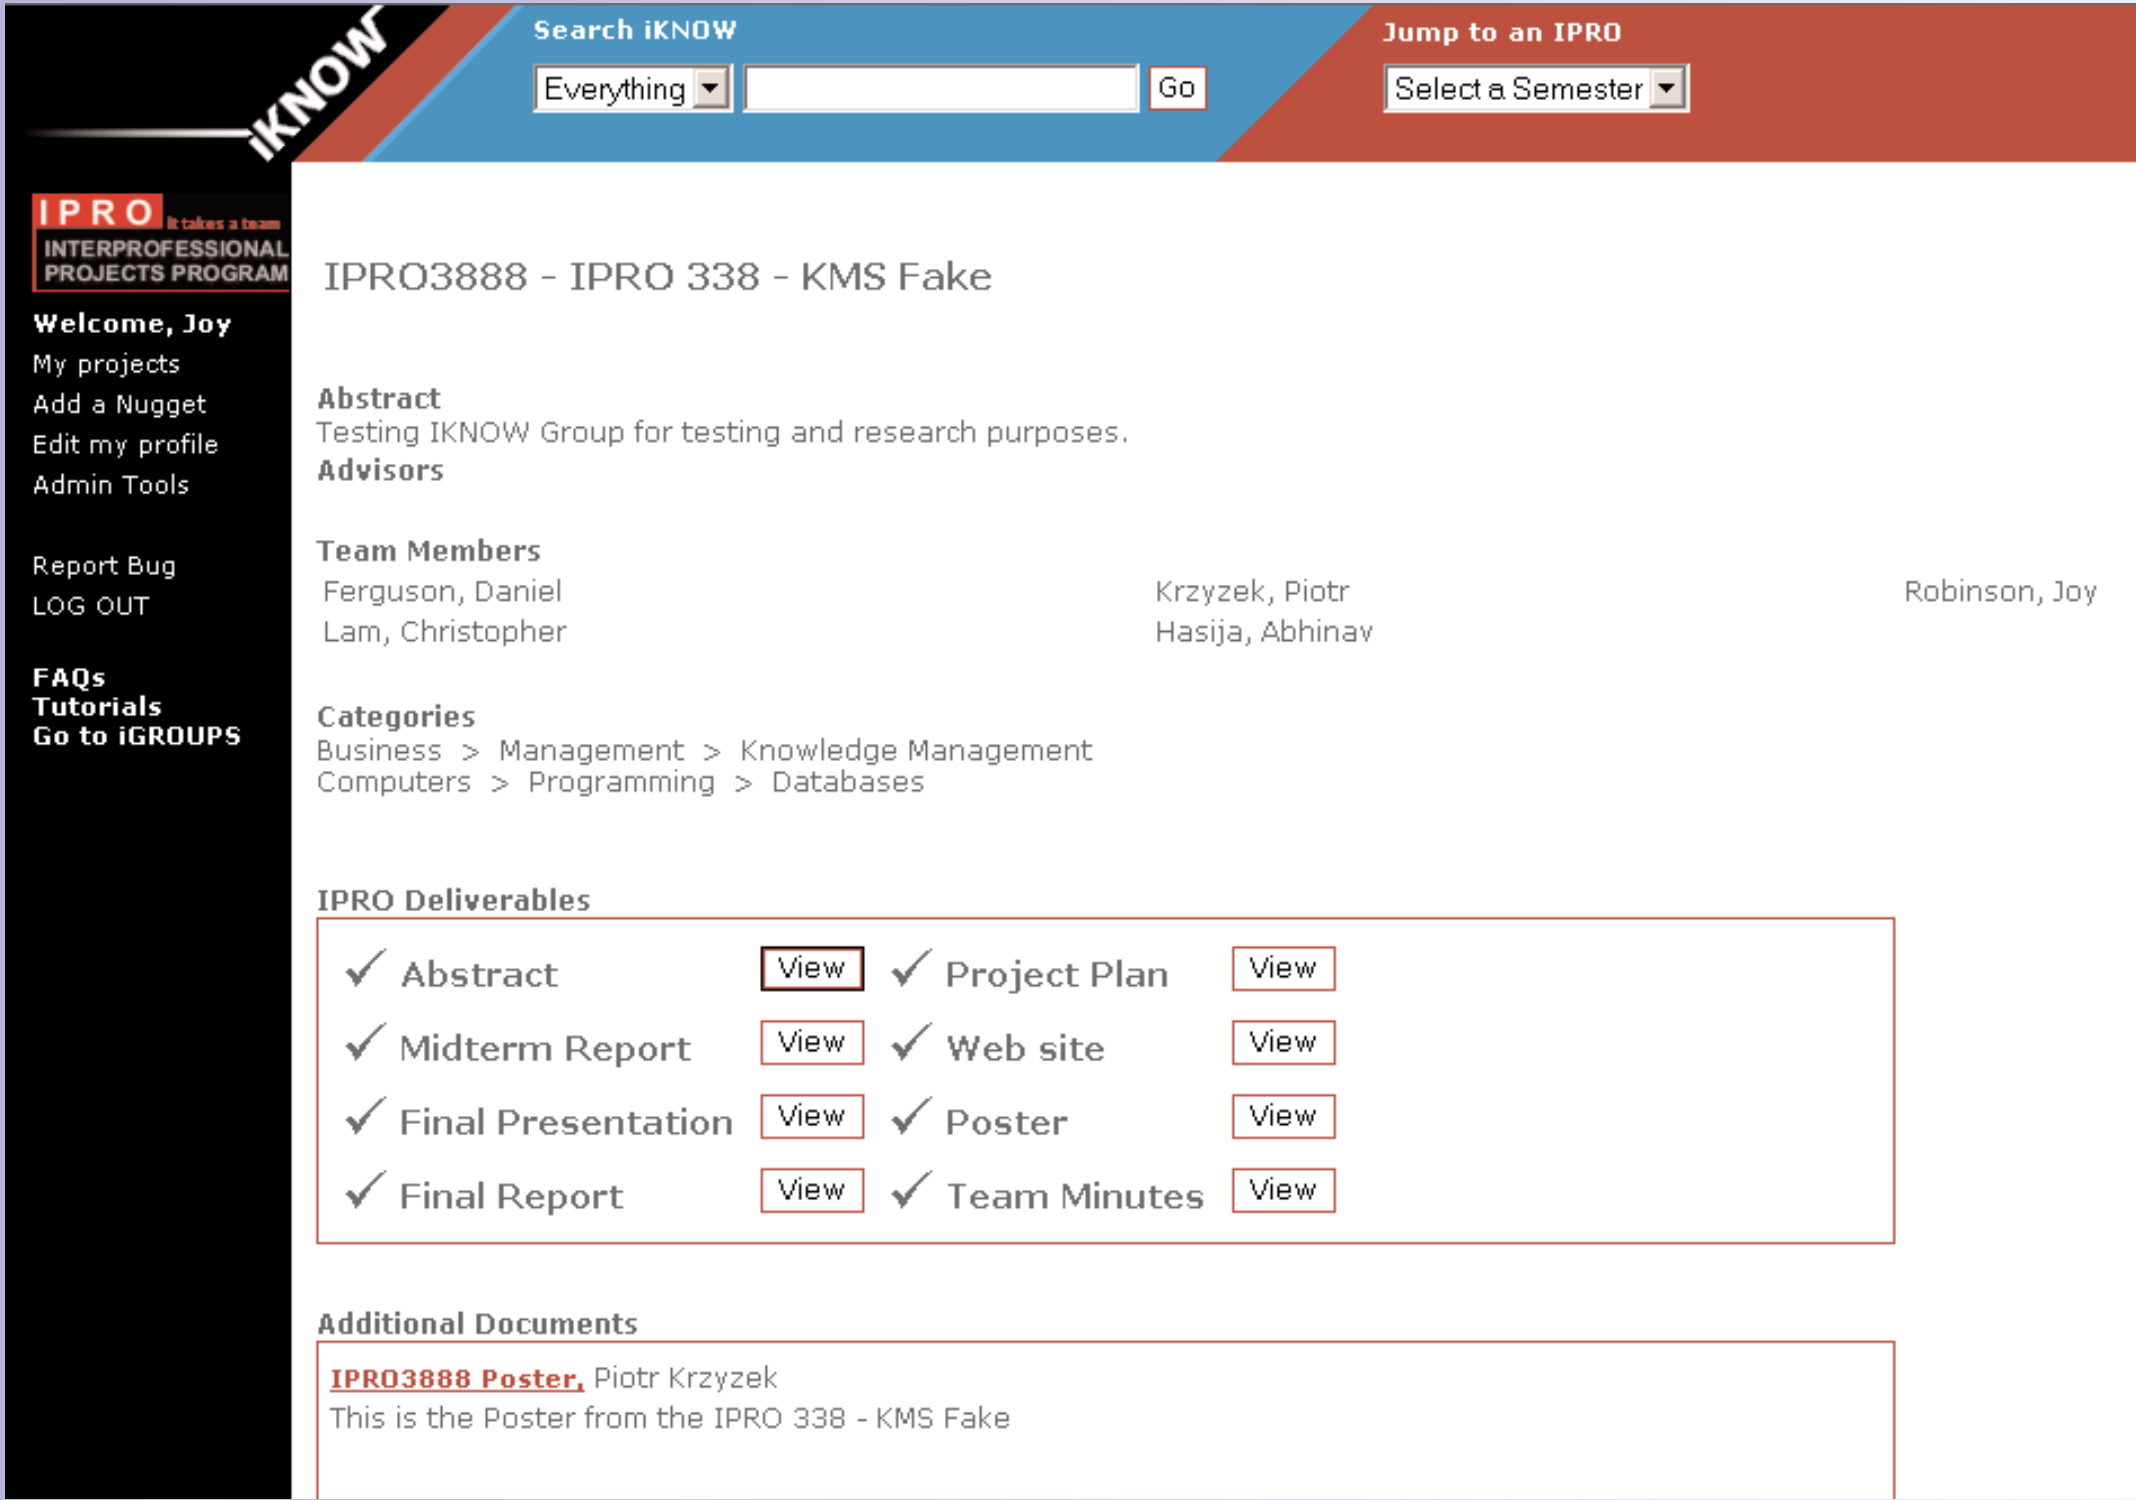 iKNOW
Search iKNOW
Jump to an IPRO
Everything
Go
Select a Semester
IPRO It takes a team
INTERPROFESSIONAL
PROJECTS PROGRAM
Welcome, Joy
My projects
Add a Nugget
Edit my profile
Admin Tools
Report Bug
LOG OUT
FAQs
Tutorials
Go to iGROUPS
IPRO3888 - IPRO 338 - KMS Fake
Abstract
Testing IKNOW Group for testing and research purposes.
Advisors
Team Members
Ferguson, Daniel Krzyzek, Piotr Robinson, Joy
Lam, Christopher Hasija, Abhinav
Categories
Business > Management > Knowledge Management
Computers > Programming > Databases
IPRO Deliverables
✓ Abstract View ✓ Project Plan View
✓ Midterm Report View ✓ Web site View
✓ Final Presentation View ✓ Poster View
✓ Final Report View ✓ Team Minutes View
Additional Documents
IPRO3888 Poster, Piotr Krzyzek
This is the Poster from the IPRO 338 - KMS Fake